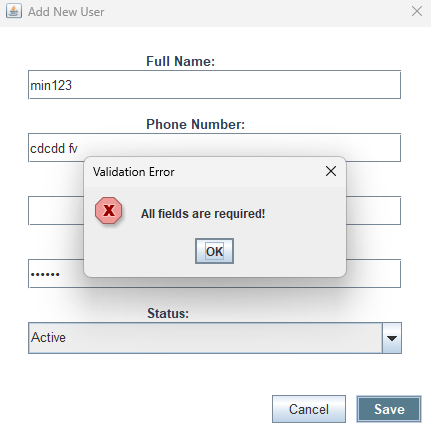 Add New User
Full Name:
min123
Phone Number:
cdcdd fv
Validation Error
All fields are required!
OK
••••••
Status:
Active
Cancel
Save